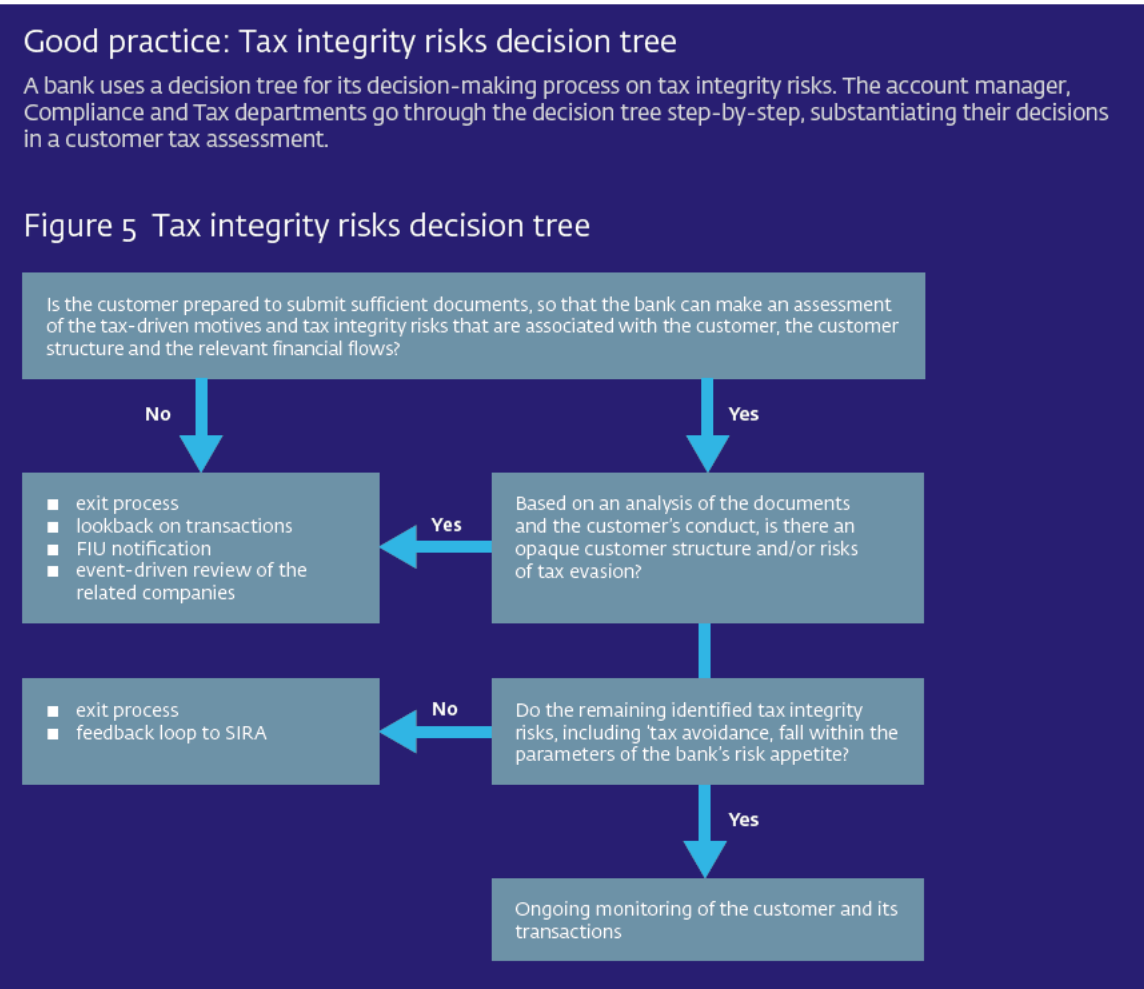 Good practice: Tax integrity risks decision tree
A bank uses a decision tree for its decision-making process on tax integrity risks. The account manager,
Compliance and Tax departments go through the decision tree step-by-step, substantiating their decisions
in a customer tax assessment.
Figure 5 Tax integrity risks decision tree
Is the customer prepared to submit sufficient documents, so that the bank can make an assessment
of the tax-driven motives and tax integrity risks that are associated with the customer, the customer
structure and the relevant financial flows?
No
Yes
■ exit process
■ lookback on transactions
■ FIU notification
■ event-driven review of the
related companies
Yes
Based on an analysis of the documents
and the customer's conduct, is there an
opaque customer structure and/or risks
of tax evasion?
■ exit process
■ feedback loop to SIRA
No
Do the remaining identified tax integrity
risks, including 'tax avoidance, fall within the
parameters of the bank's risk appetite?
Yes
Ongoing monitoring of the customer and its
transactions